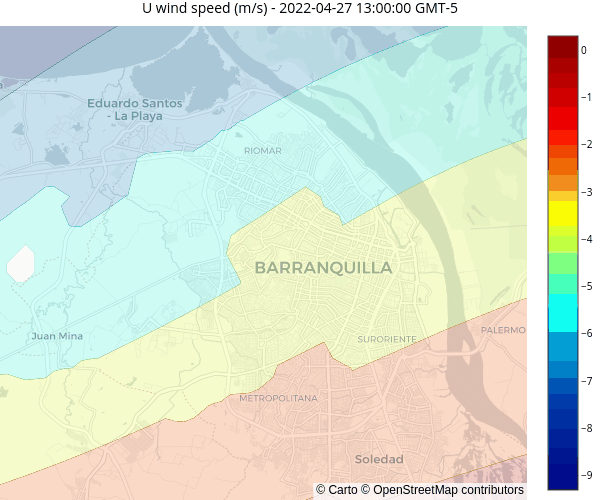 U wind speed (m/s) - 2022-04-27 13:00:00 GMT-5
0
Eduardo Santos
- La Playa
−1
RIOMAR
−2
−3
−4
BARRANQUILLA
−5
Juan Mina
SURORIENTE
PALERMO
−6
−7
METROPOLITANA
−8
Soledad
−9
© Carto © OpenStreetMap contributors